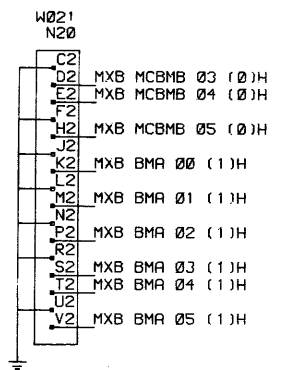 W021
N20
C2
D2 MXB MCBMB 03 (0)H
E2 MXB MCBMB 04 (0)H
F2
H2 MXB MCBMB 05 (0)H
J2
K2 MXB BMA 00 (1)H
L2
M2 MXB BMA 01 (1)H
N2
P2 MXB BMA 02 (1)H
R2
S2 MXB BMA 03 (1)H
T2 MXB BMA 04 (1)H
U2
V2 MXB BMA 05 (1)H